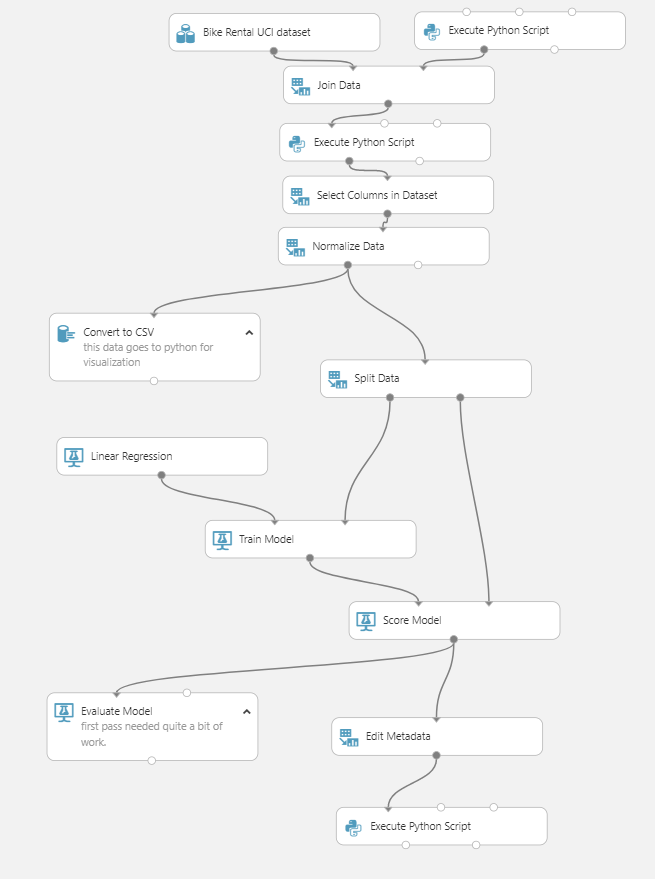 Bike Rental UCI dataset
Execute Python Script
Join Data
Execute Python Script
Select Columns in Dataset
Normalize Data
Convert to CSV
this data goes to python for
visualization
Split Data
Linear Regression
Train Model
Score Model
Evaluate Model
first pass needed quite a bit of
work.
Edit Metadata
Execute Python Script